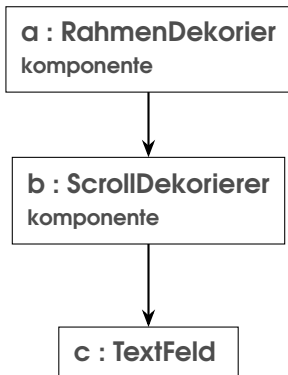 a : RahmenDekorier
komponente
b : ScrollDekorierer
komponente
c : TextFeld